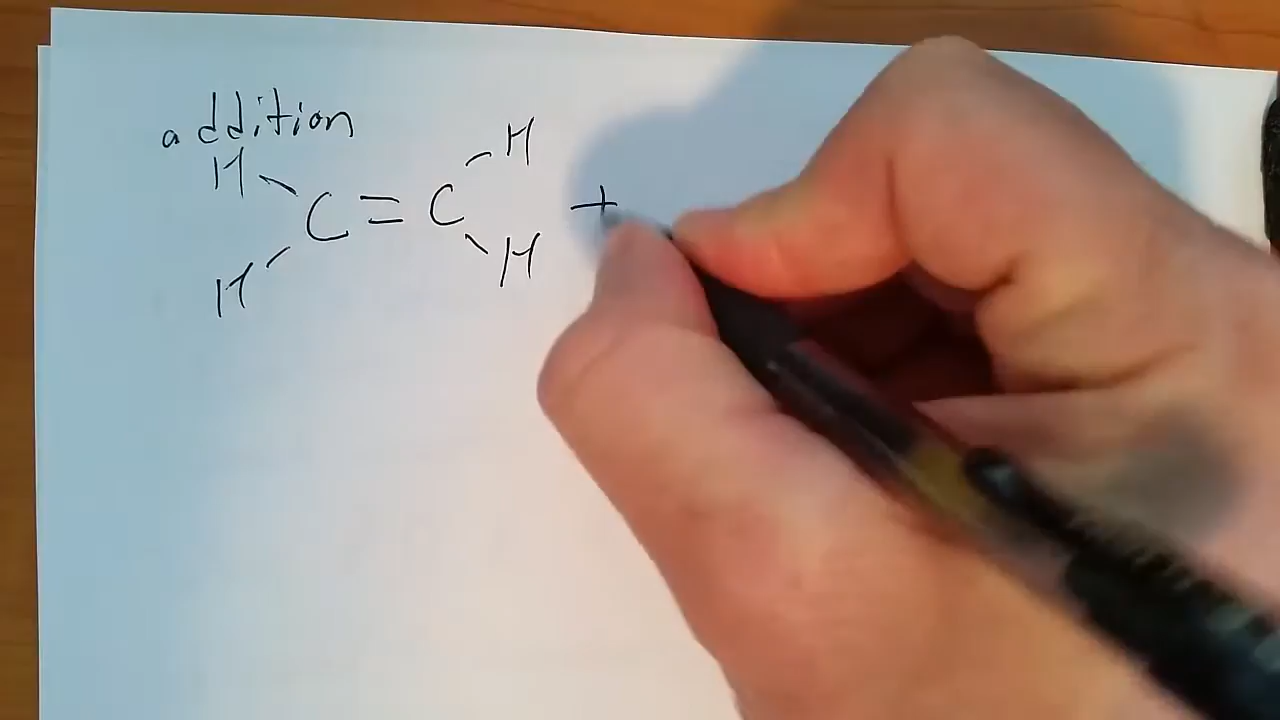 addition
H H
C = C +
H H